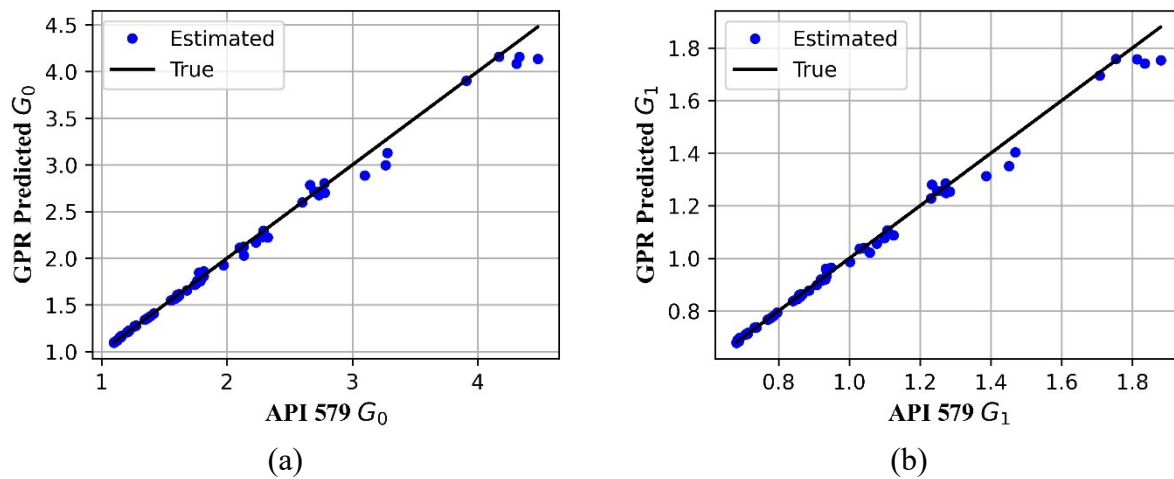 4.5
4.0
3.5
3.0
2.5
2.0
1.5
1.0
GPR Predicted G₀
Estimated
True
1
2
3
4
API 579 G₀
(a)
1.8
1.6
1.4
1.2
1.0
0.8
GPR Predicted G₁
Estimated
True
0.8
1.0
1.2
1.4
1.6
1.8
API 579 G₁
(b)